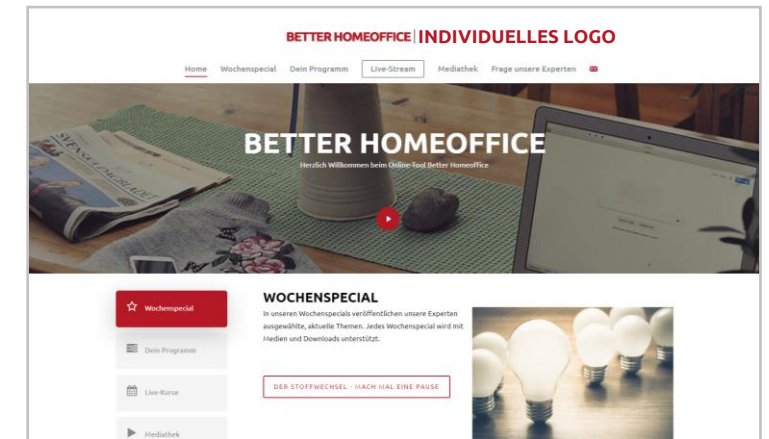 BETTER HOMEOFFICE | INDIVIDUELLES LOGO
Home Wochenspecial Dein Programm Live-Stream Mediathek Frage unsere Experten
SVENSKA DAGBLADET
BETTER HOMEOFFICE
Herzlich Willkommen beim Online-Tool Better Homeoffice
Wochenspecial
Dein Programm
Live-Kurse
Mediathek
WOCHENSPECIAL
In unseren Wochenspecials veröffentlichen unsere Experten
ausgewählte, aktuelle Themen. Jedes Wochenspecial wird mit
Medien und Downloads unterstützt.
DER STOFFWECHSEL - MACH MAL EINE PAUSE